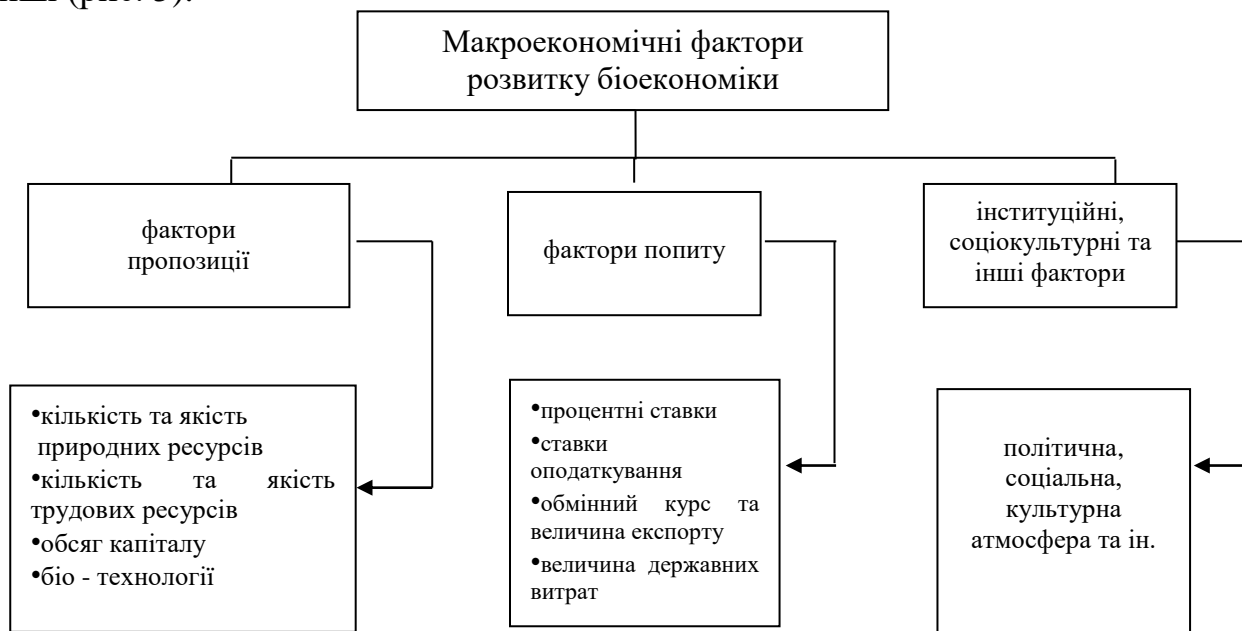 (рис. 3).
Макроекономічні фактори
розвитку біоекономіки
фактори
пропозиції
фактори попиту
інституційні,
соціокультурні та
інші фактори
•кількість та якість
природних ресурсів
•кількість та якість
трудових ресурсів
•обсяг капіталу
•біо - технології
•процентні ставки
•ставки
оподаткування
•обмінний курс та
величина експорту
•величина державних
витрат
політична,
соціальна,
культурна
атмосфера та ін.